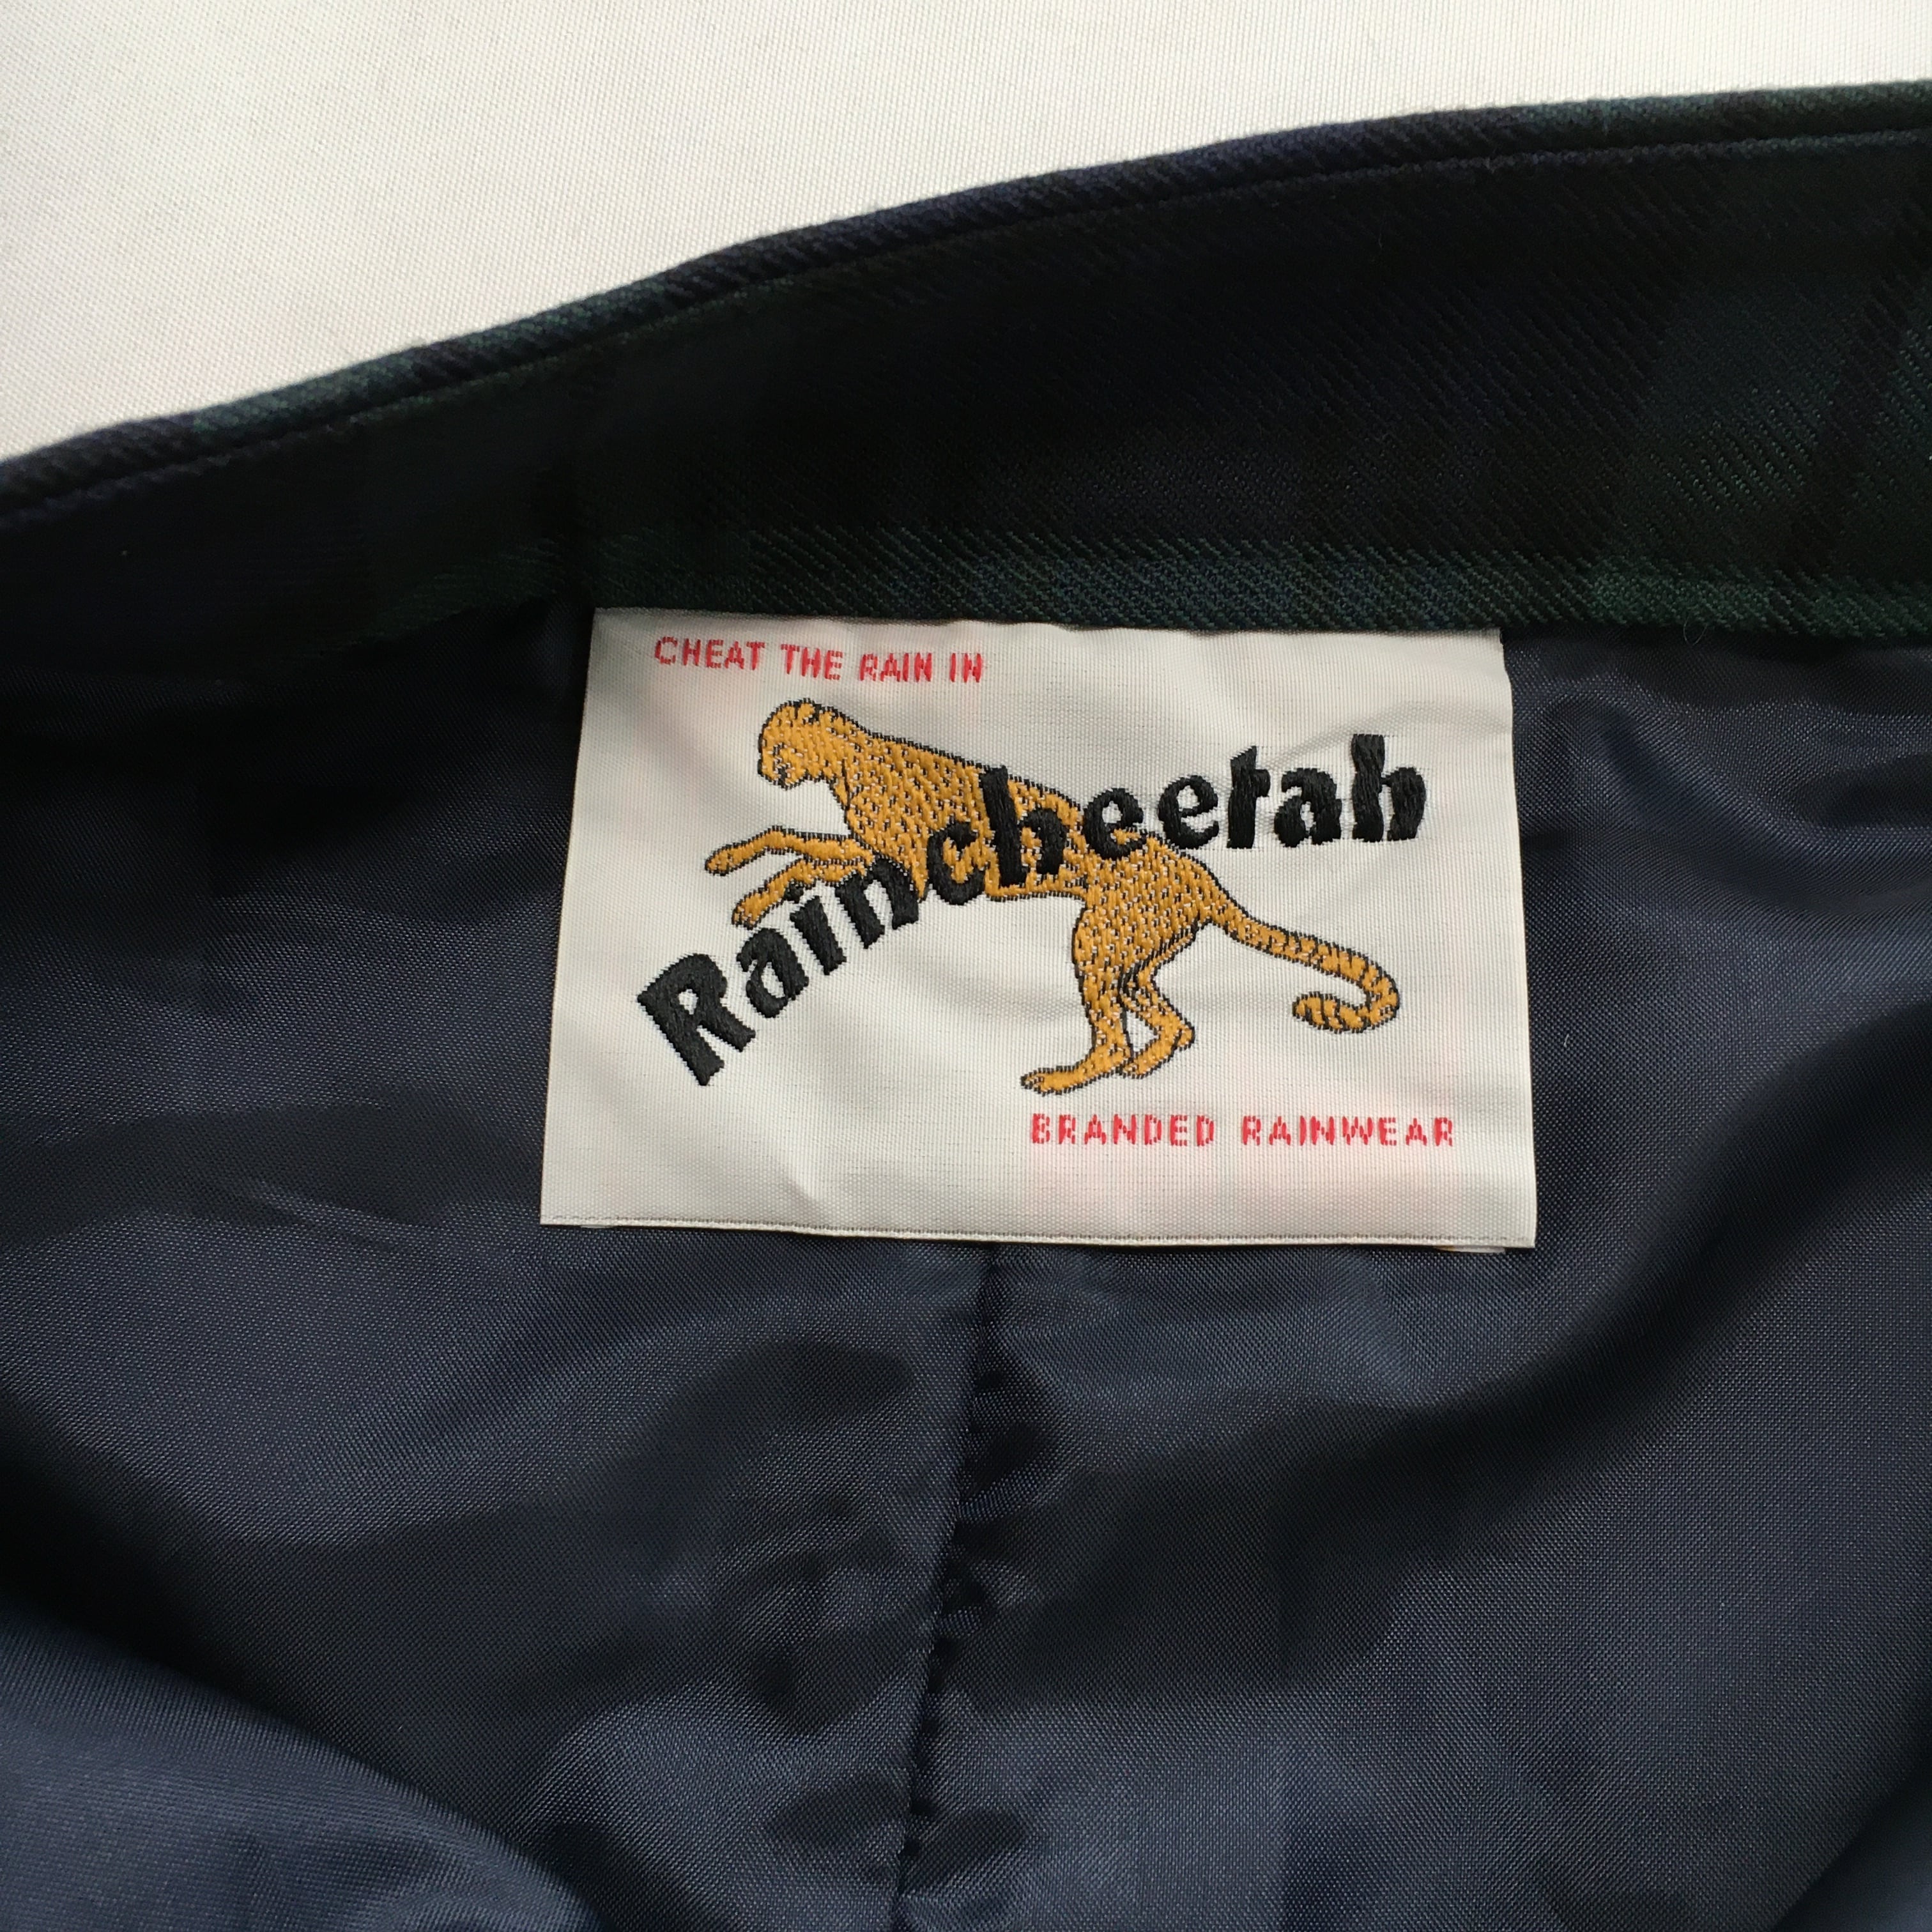 CHEAT THE RAIN IN
Raincheetah
BRANDED RAINWEAR